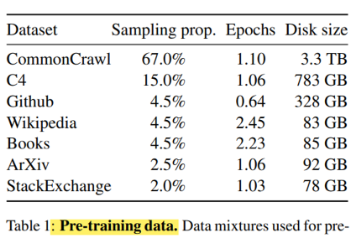 Dataset Sampling prop. Epochs Disk size
CommonCrawl 67.0% 1.10 3.3 TB
C4 15.0% 1.06 783 GB
Github 4.5% 0.64 328 GB
Wikipedia 4.5% 2.45 83 GB
Books 4.5% 2.23 85 GB
ArXiv 2.5% 1.06 92 GB
StackExchange 2.0% 1.03 78 GB
Table 1: Pre-training data. Data mixtures used for pre-